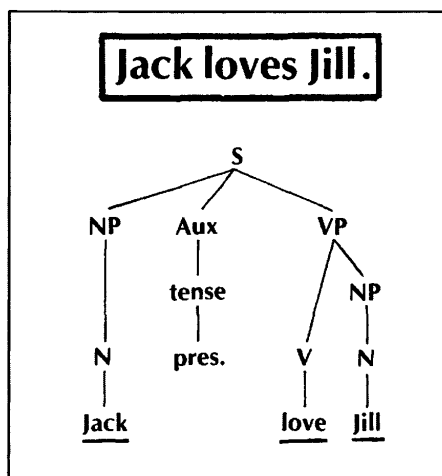 Jack loves Jill.
S
NP Aux VP
tense NP
N pres. V N
Jack love Jill